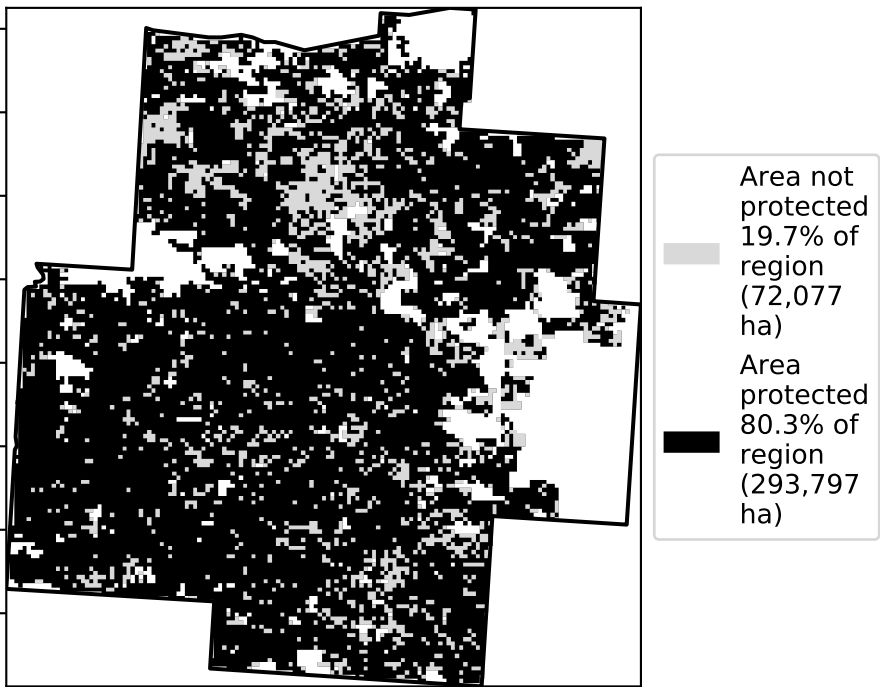 Area not
protected
19.7% of
region
(72,077
ha)
Area
protected
80.3% of
region
(293,797
ha)